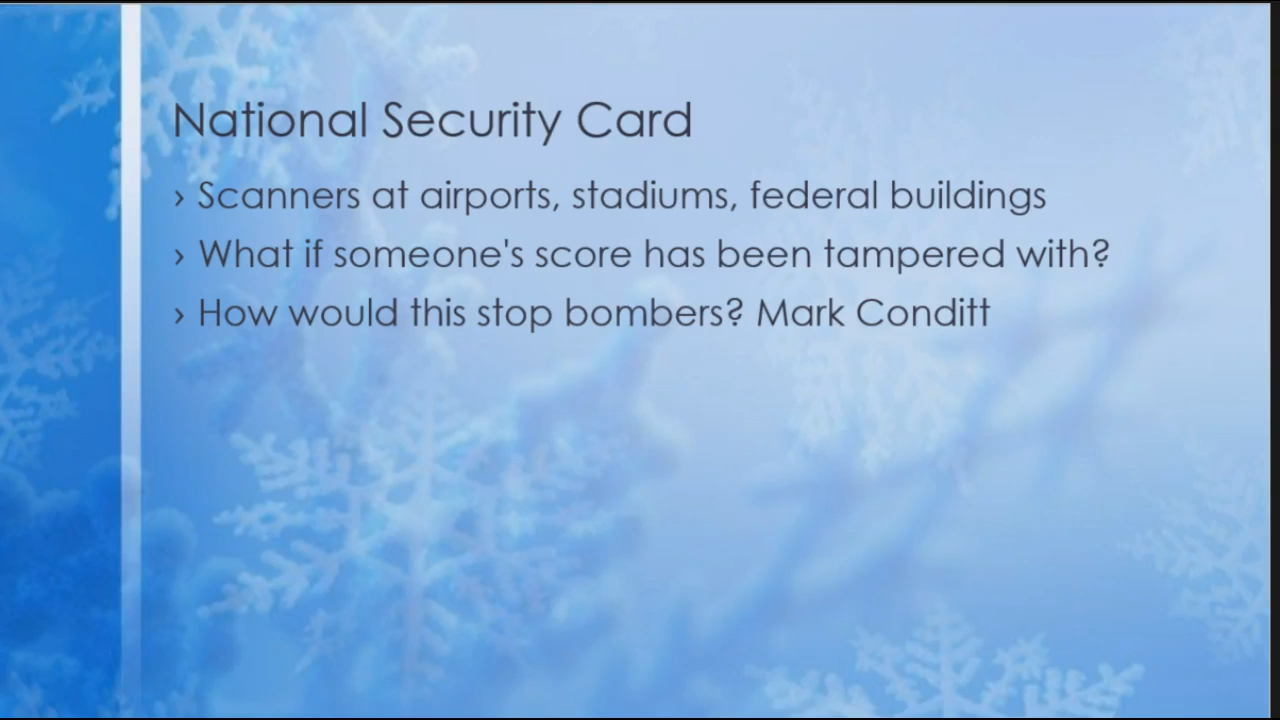 National Security Card
› Scanners at airports, stadiums, federal buildings
› What if someone's score has been tampered with?
› How would this stop bombers? Mark Conditt